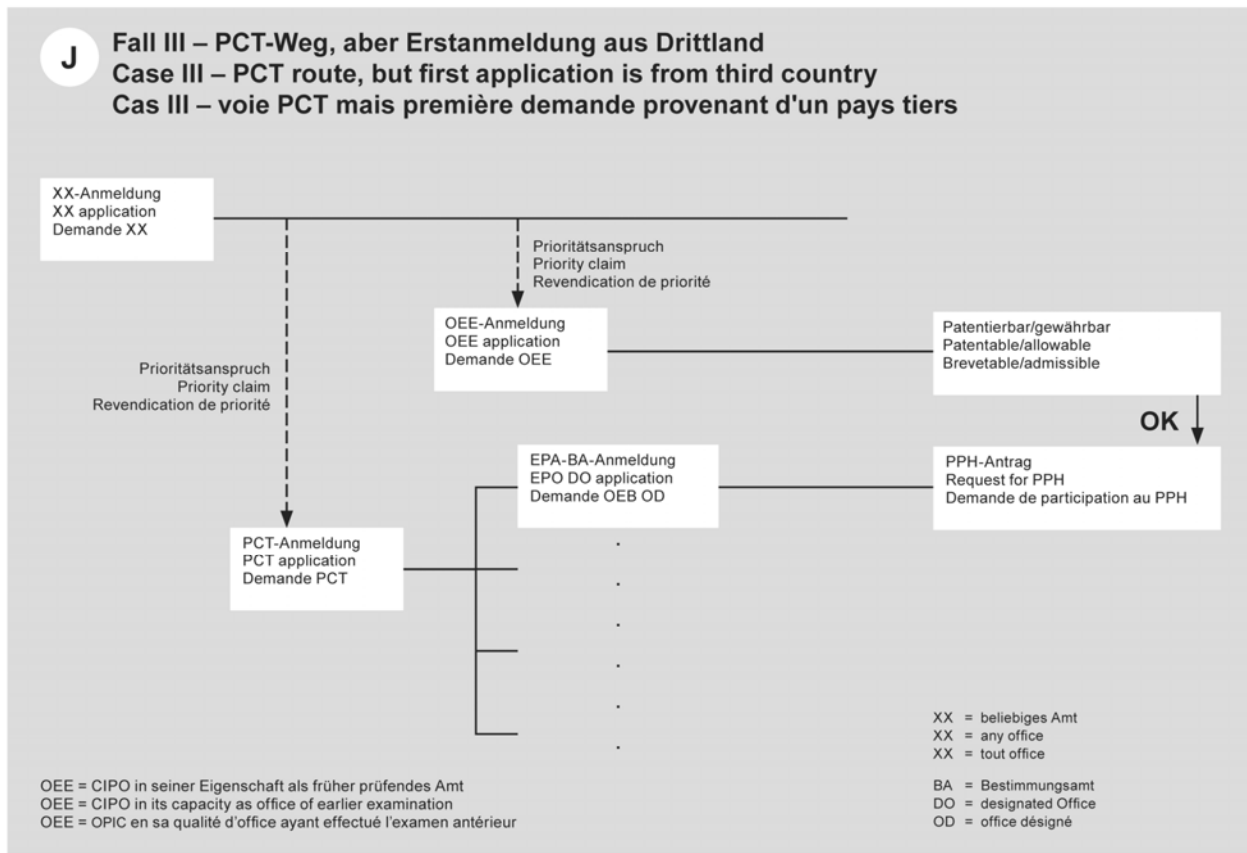 J
Fall III – PCT-Weg, aber Erstanmeldung aus Drittland
Case III – PCT route, but first application is from third country
Cas III – voie PCT mais première demande provenant d'un pays tiers
XX-Anmeldung
XX application
Demande XX
Prioritätsanspruch
Priority claim
Revendication de priorité
OEE-Anmeldung
OEE application
Demande OEE
Patentierbar/gewährbar
Patentable/allowable
Brevetable/admissible
Prioritätsanspruch
Priority claim
Revendication de priorité
OK
EPA-BA-Anmeldung
EPO DO application
Demande OEB OD
PPH-Antrag
Request for PPH
Demande de participation au PPH
PCT-Anmeldung
PCT application
Demande PCT
XX = beliebiges Amt
XX = any office
XX = tout office
BA = Bestimmungsamt
DO = designated Office
OD = office désigné
OEE = CIPO in seiner Eigenschaft als früher prüfendes Amt
OEE = CIPO in its capacity as office of earlier examination
OEE = OPIC en sa qualité d'office ayant effectué l'examen antérieur